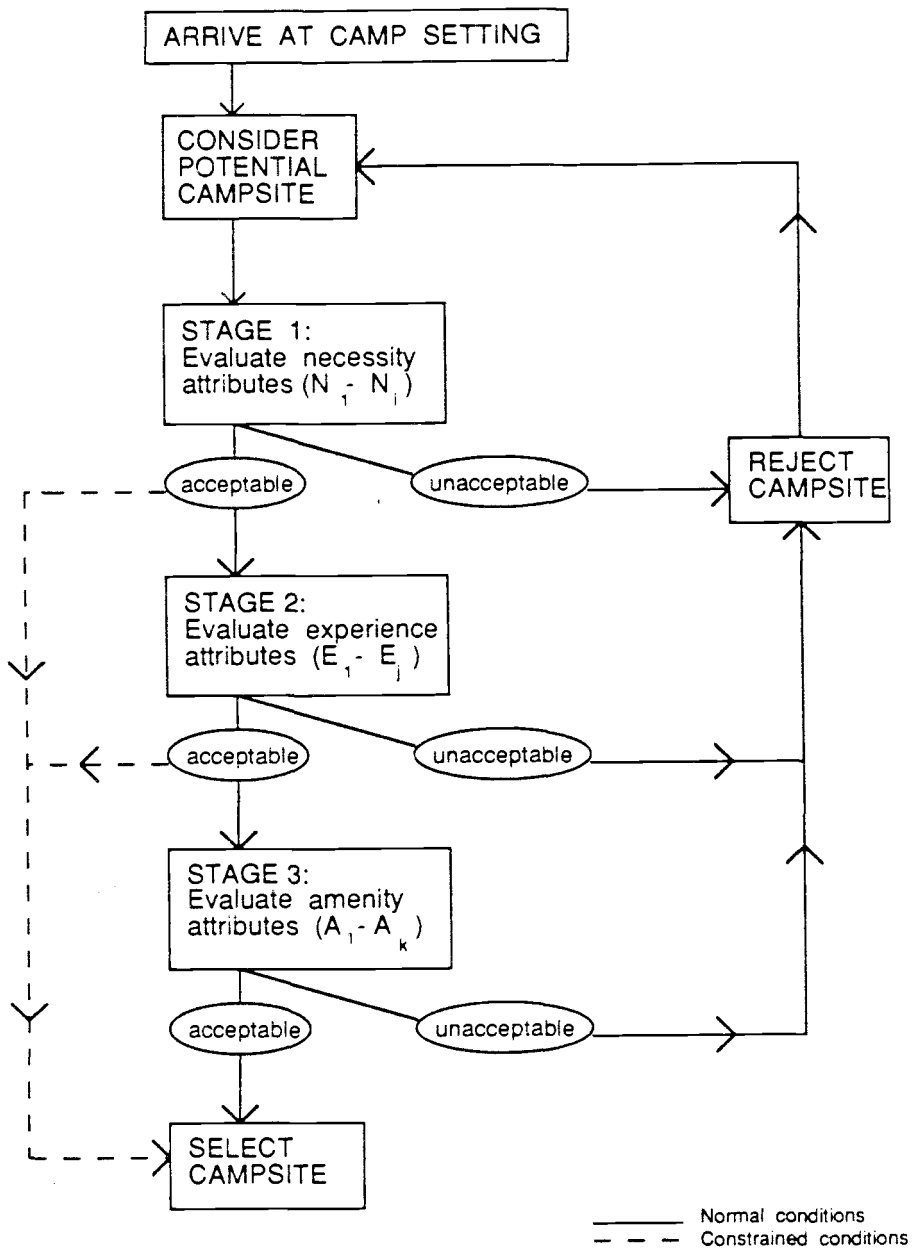 ARRIVE AT CAMP SETTING
CONSIDER
POTENTIAL
CAMPSITE
STAGE 1:
Evaluate necessity
attributes (N₁ - Nᵢ)
acceptable
unacceptable
REJECT
CAMPSITE
STAGE 2:
Evaluate experience
attributes (E₁ - Eⱼ)
acceptable
unacceptable
STAGE 3:
Evaluate amenity
attributes (A₁ - Aₖ)
acceptable
unacceptable
SELECT
CAMPSITE
Normal conditions
Constrained conditions